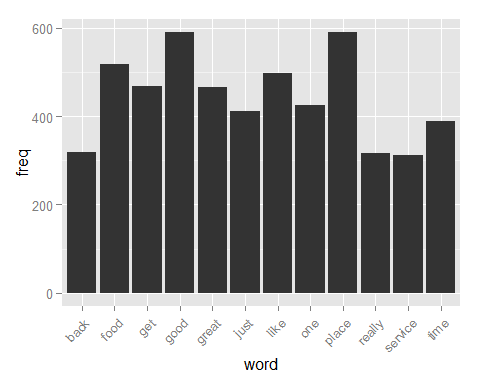 600
400
200
0
freq
back food get good great just like one place really service time
word